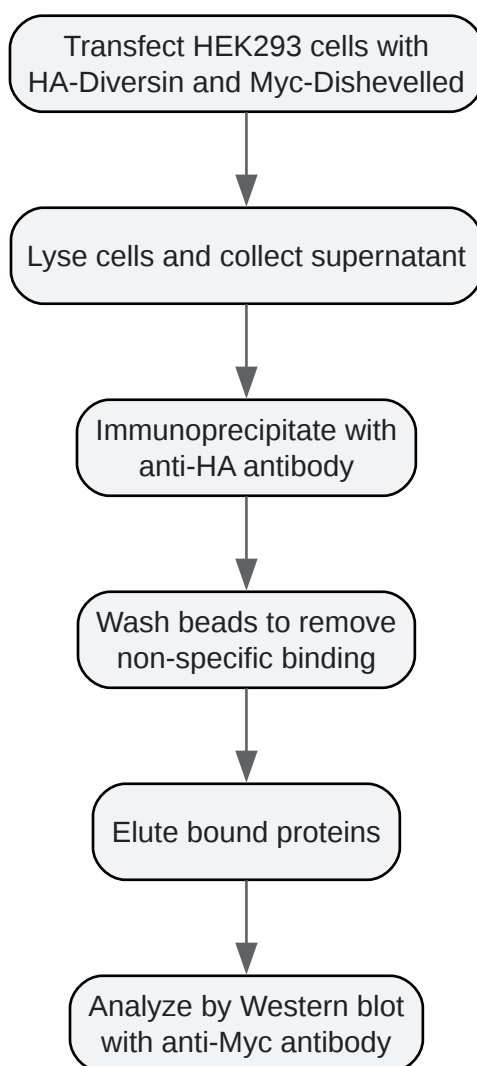 Transfect HEK293 cells with
HA-Diversin and Myc-Dishevelled
Lyse cells and collect supernatant
Immunoprecipitate with
anti-HA antibody
Wash beads to remove
non-specific binding
Elute bound proteins
Analyze by Western blot
with anti-Myc antibody